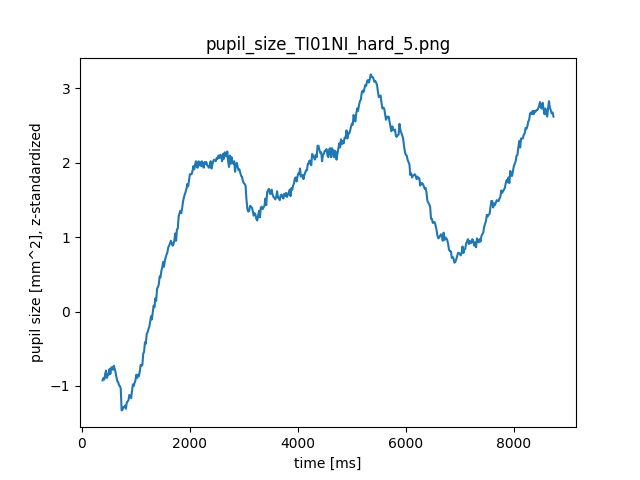 pupil_size_TI01NI_hard_5.png
pupil size [mm^2], z-standardized
3
2
1
0
−1
0 2000 4000 6000 8000
time [ms]